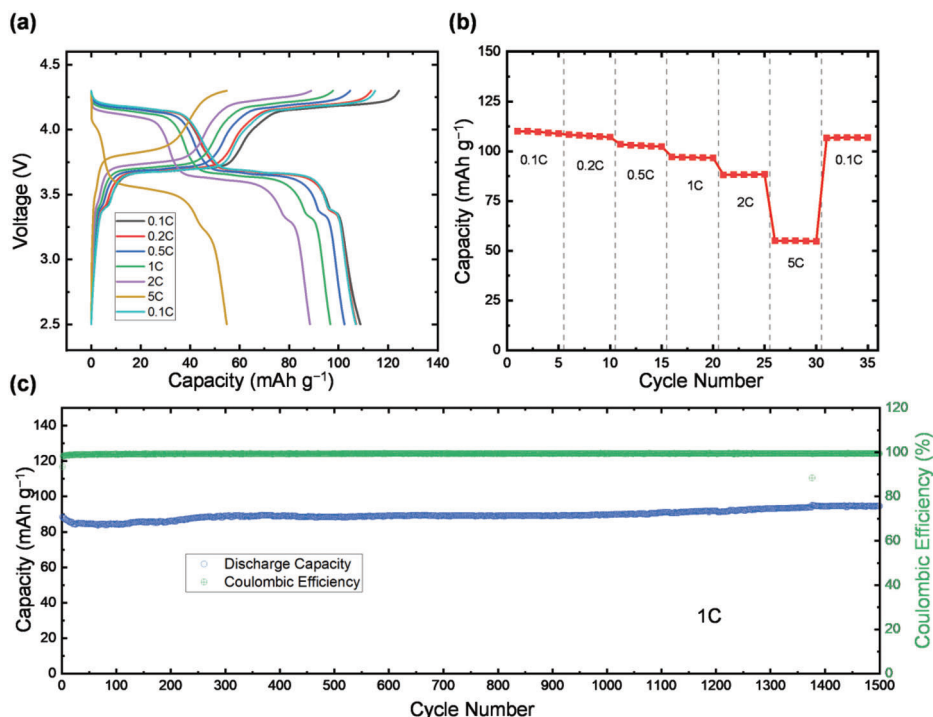 (a)
4.5
4.0
3.5
3.0
2.5
Voltage (V)
0.1C
0.2C
0.5C
1C
2C
5C
0.1C
0 20 40 60 80 100 120 140
Capacity (mAh g⁻¹)
(b)
150
125
100
75
50
25
0
Capacity (mAh g⁻¹)
0.1C
0.2C
0.5C
1C
2C
5C
0.1C
0 5 10 15 20 25 30 35
Cycle Number
(c)
140
120
100
80
60
40
20
0
Capacity (mAh g⁻¹)
Discharge Capacity
Coulombic Efficiency
1C
120
100
80
60
40
20
0
Coulombic Efficiency (%)
0 100 200 300 400 500 600 700 800 900 1000 1100 1200 1300 1400 1500
Cycle Number